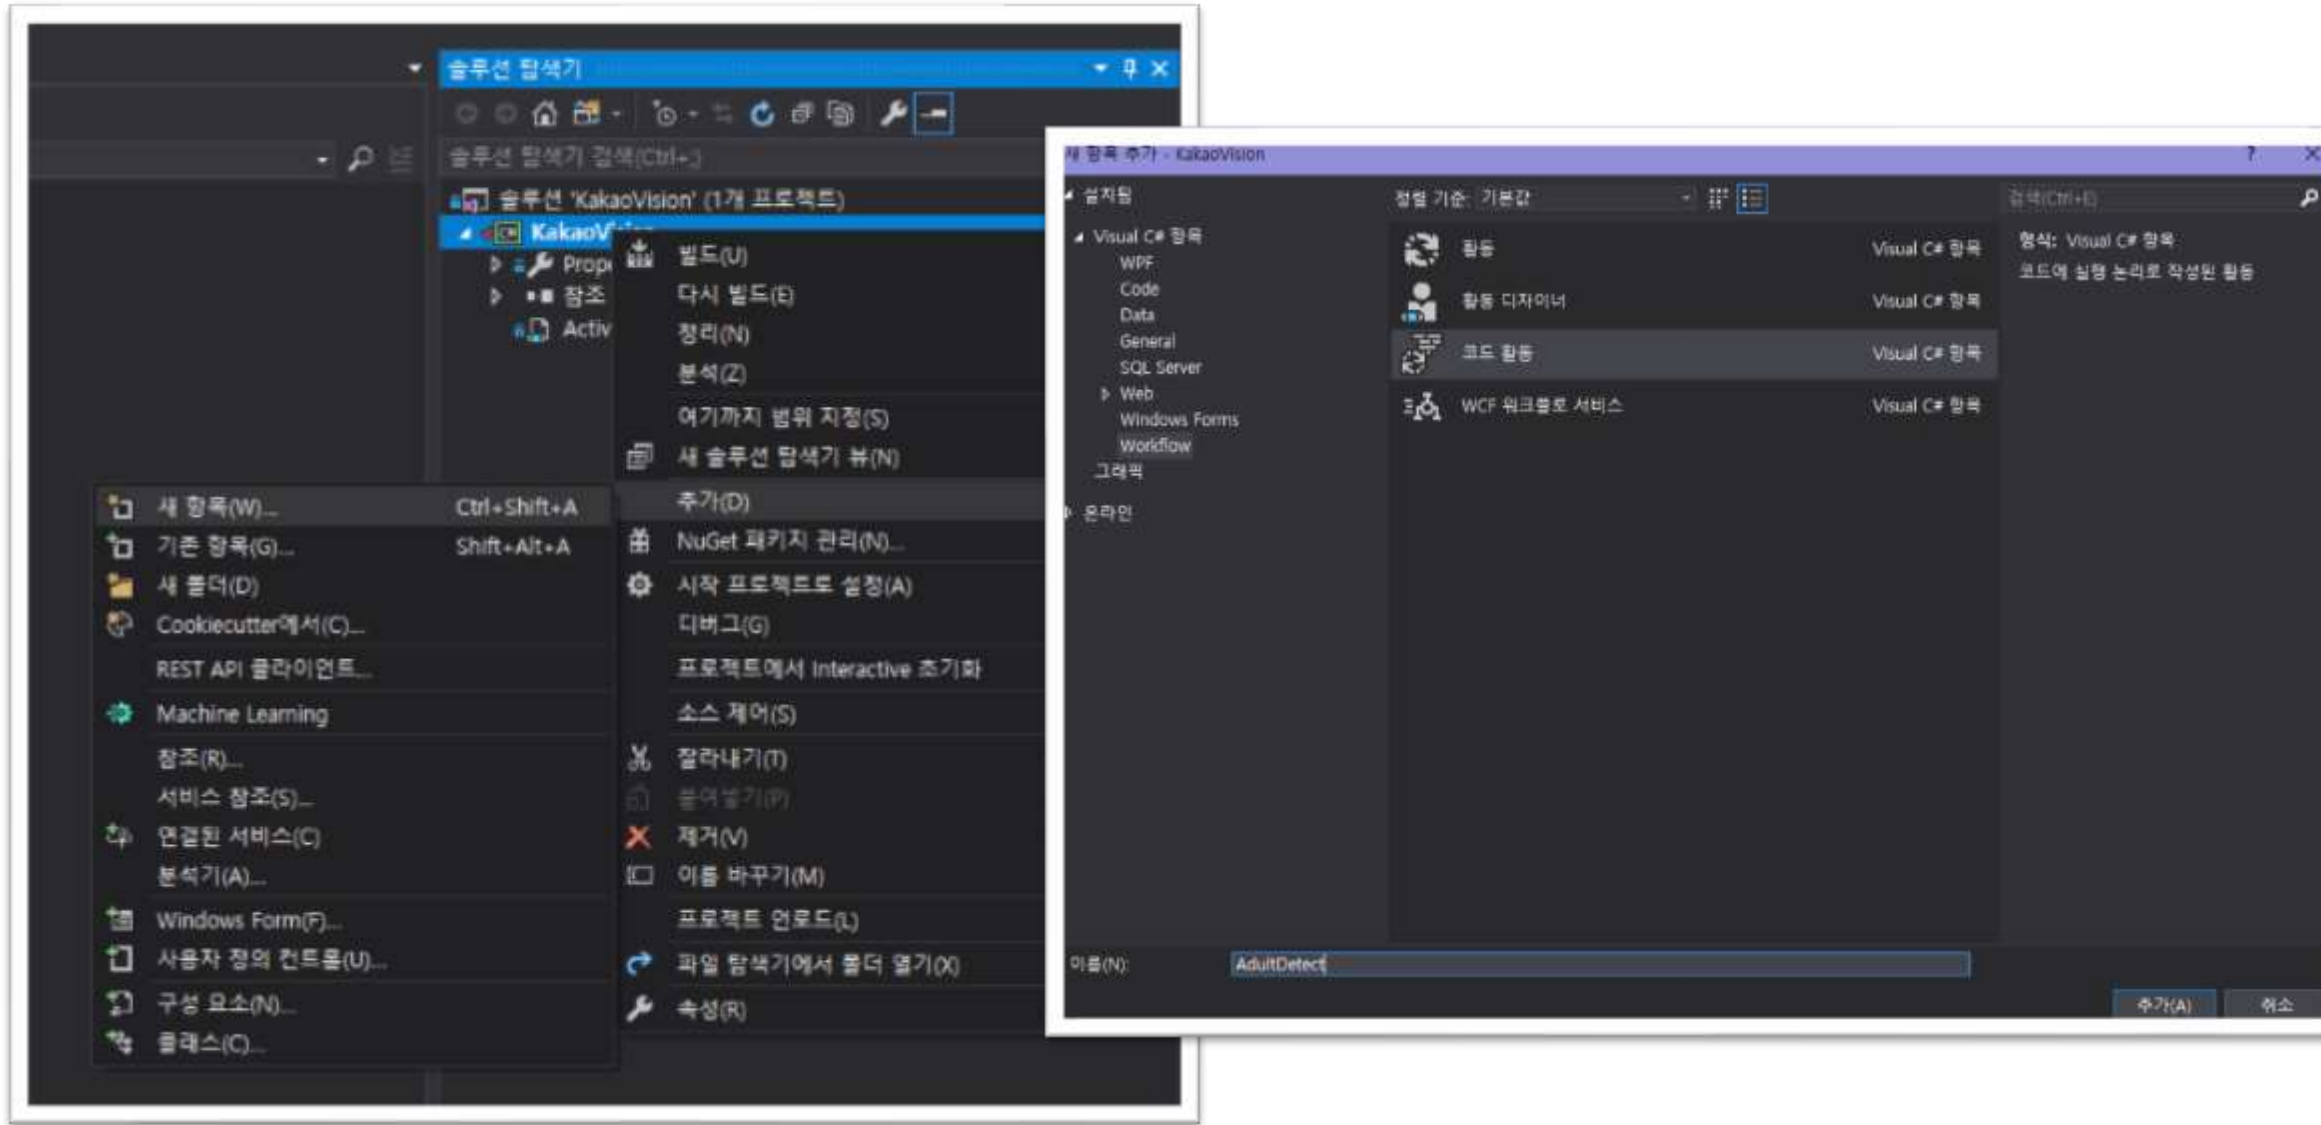 솔루션 탐색기
솔루션 탐색기 검색(Ctrl+;)
솔루션 'KakaoVision' (1개 프로젝트)
KakaoV
Prope
참조
Activ
빌드(U)
다시 빌드(E)
정리(N)
분석(Z)
여기까지 범위 지정(S)
새 솔루션 탐색기 뷰(N)
추가(D)
NuGet 패키지 관리(N)...
시작 프로젝트로 설정(A)
디버그(G)
프로젝트에서 Interactive 초기화
소스 제어(S)
잘라내기(T)
붙여넣기(P)
제거(V)
이름 바꾸기(M)
프로젝트 언로드(L)
파일 탐색기에서 폴더 열기(X)
속성(R)
새 항목(W)... Ctrl+Shift+A
기존 항목(G)... Shift+Alt+A
새 폴더(D)
Cookiecutter에서(C)...
REST API 클라이언트...
Machine Learning
참조(R)...
서비스 참조(S)...
연결된 서비스(C)
분석기(A)...
Windows Form(F)...
사용자 정의 컨트롤(U)...
구성 요소(N)...
클래스(C)...
새 항목 추가 - KakaoVision ?
설치됨
정렬 기준: 기본값
검색(Ctrl+E)
Visual C# 항목
WPF
Code
Data
General
SQL Server
Web
Windows Forms
Workflow
그래픽
온라인
활동 Visual C# 항목
활동 디자이너 Visual C# 항목
코드 활동 Visual C# 항목
WCF 워크플로 서비스 Visual C# 항목
형식: Visual C# 항목
코드에 실행 논리로 작성된 활동
이름(N): AdultDetect
추가(A) 취소